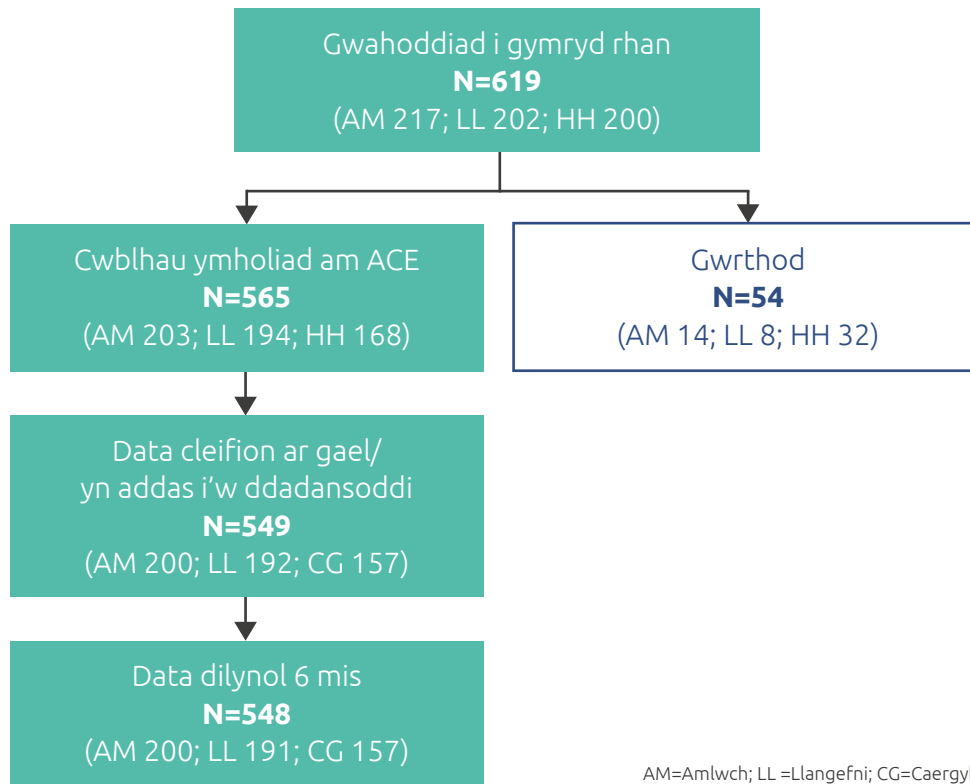 Gwahoddiad i gymryd rhan
N=619
(AM 217; LL 202; HH 200)
Cwblhau ymholiad am ACE
N=565
(AM 203; LL 194; HH 168)
Gwrthod
N=54
(AM 14; LL 8; HH 32)
Data cleifion ar gael/
yn addas i'w ddadansoddi
N=549
(AM 200; LL 192; CG 157)
Data dilynol 6 mis
N=548
(AM 200; LL 191; CG 157)
AM=Amlwch; LL =Llangefni;